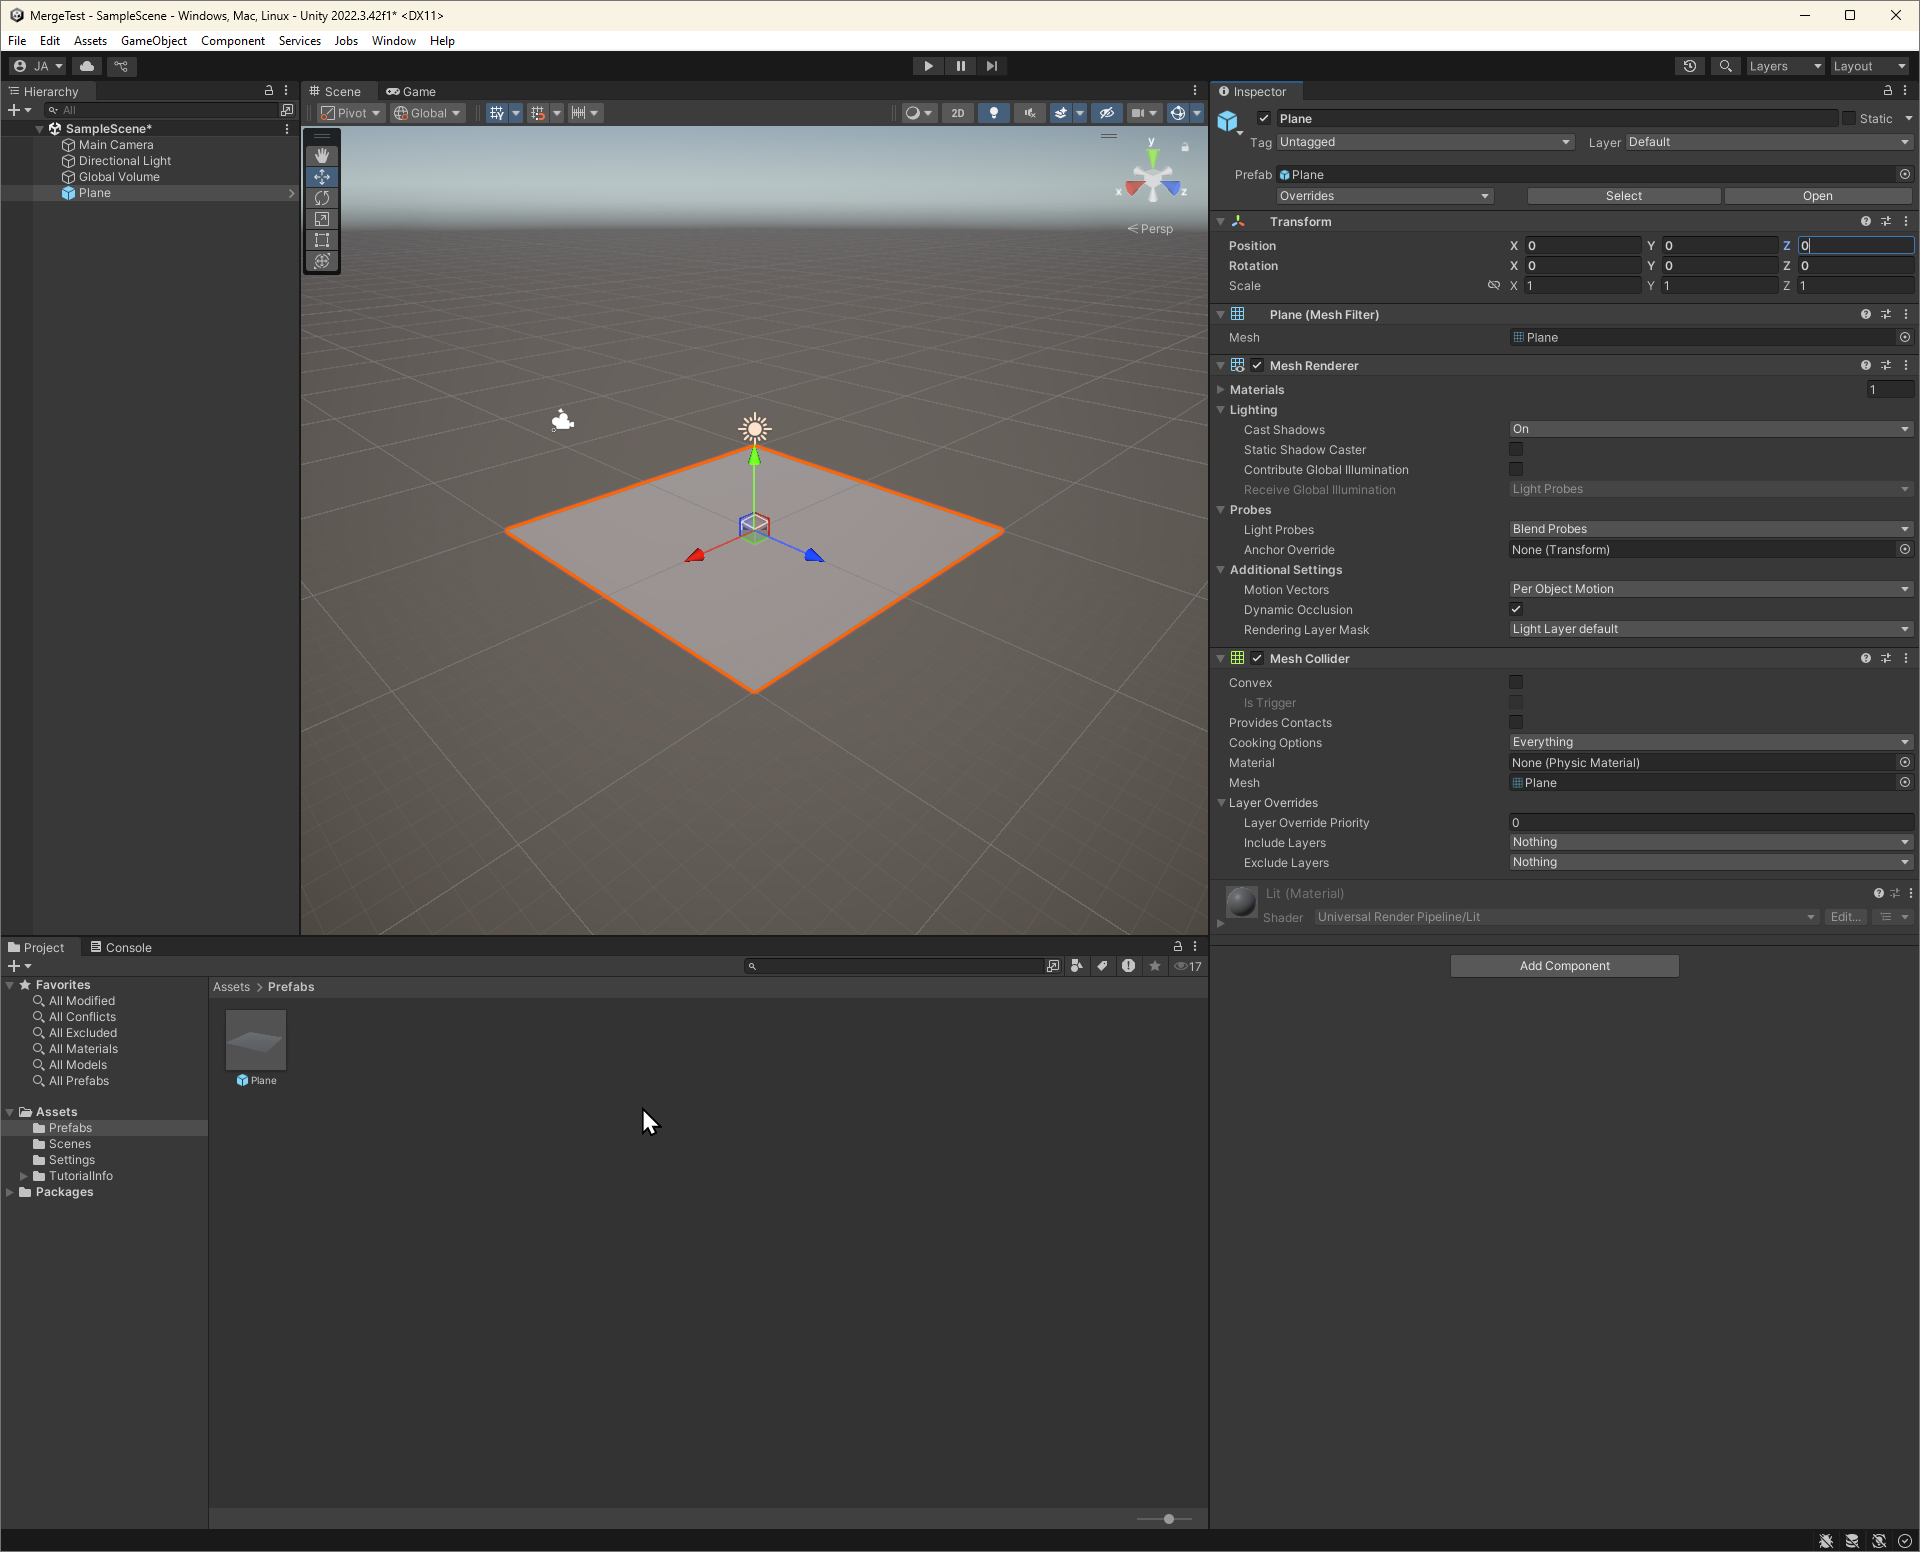 MergeTest - SampleScene - Windows, Mac, Linux - Unity 2022.3.42f1* <DX11>
File Edit Assets GameObject Component Services Jobs Window Help
JA Layers Layout
Hierarchy
All
SampleScene*
Main Camera
Directional Light
Global Volume
Plane
Scene Game
Pivot Global 2D
y
x z
Persp
Inspector
Plane Static
Tag Untagged Layer Default
Prefab Plane
Overrides Select Open
Transform
Position X 0 Y 0 Z 0
Rotation X 0 Y 0 Z 0
Scale X 1 Y 1 Z 1
Plane (Mesh Filter)
Mesh Plane
Mesh Renderer
Materials 1
Lighting
Cast Shadows On
Static Shadow Caster
Contribute Global Illumination
Receive Global Illumination Light Probes
Probes
Light Probes Blend Probes
Anchor Override None (Transform)
Additional Settings
Motion Vectors Per Object Motion
Dynamic Occlusion
Rendering Layer Mask Light Layer default
Mesh Collider
Convex
Is Trigger
Provides Contacts
Cooking Options Everything
Material None (Physic Material)
Mesh Plane
Layer Overrides
Layer Override Priority 0
Include Layers Nothing
Exclude Layers Nothing
Lit (Material)
Shader Universal Render Pipeline/Lit Edit...
Add Component
Project Console
17
Favorites
All Modified
All Conflicts
All Excluded
All Materials
All Models
All Prefabs
Assets
Prefabs
Scenes
Settings
TutorialInfo
Packages
Assets > Prefabs
Plane